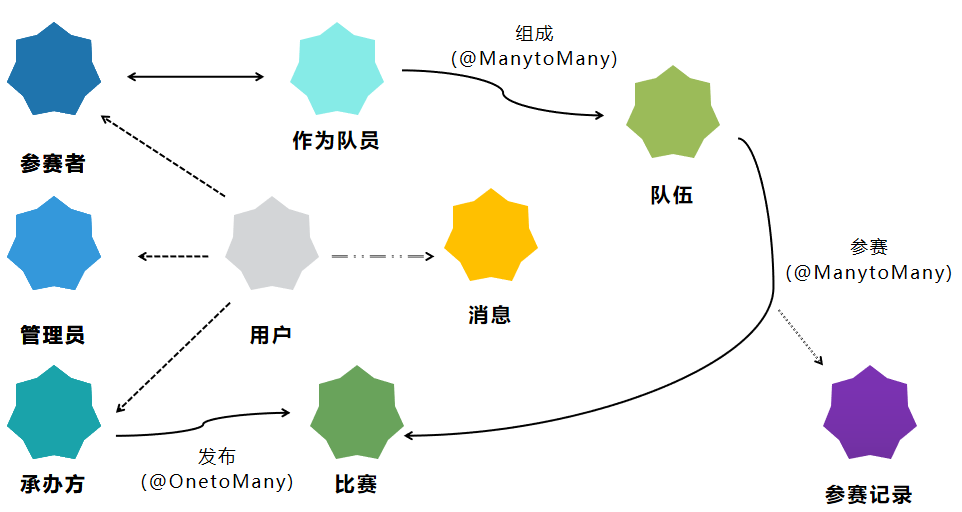 组成
(@ManytoMany)
作为队员
参赛者
队伍
参赛
(@ManytoMany)
消息
管理员
用户
发布
(@OnetoMany)
承办方
比赛
参赛记录